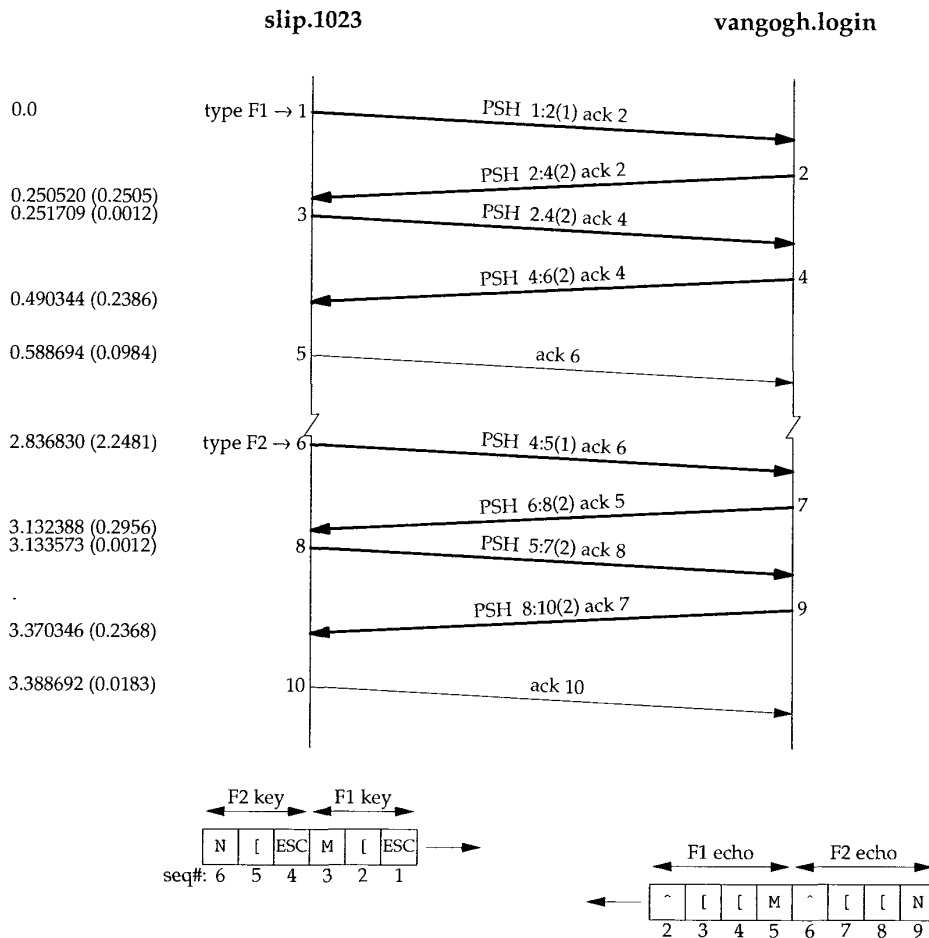 slip.1023 vangogh.login
0.0 type F1 → 1 PSH 1:2(1) ack 2
PSH 2:4(2) ack 2 2
0.250520 (0.2505)
0.251709 (0.0012) 3 PSH 2.4(2) ack 4
PSH 4:6(2) ack 4 4
0.490344 (0.2386)
0.588694 (0.0984) 5 ack 6
2.836830 (2.2481) type F2 → 6 PSH 4:5(1) ack 6
PSH 6:8(2) ack 5 7
3.132388 (0.2956)
3.133573 (0.0012) 8 PSH 5:7(2) ack 8
.
PSH 8:10(2) ack 7 9
3.370346 (0.2368)
3.388692 (0.0183) 10 ack 10
F2 key F1 key
N [ ESC M [ ESC
seq#: 6 5 4 3 2 1
F1 echo F2 echo
^ [ [ M ^ [ [ N
2 3 4 5 6 7 8 9